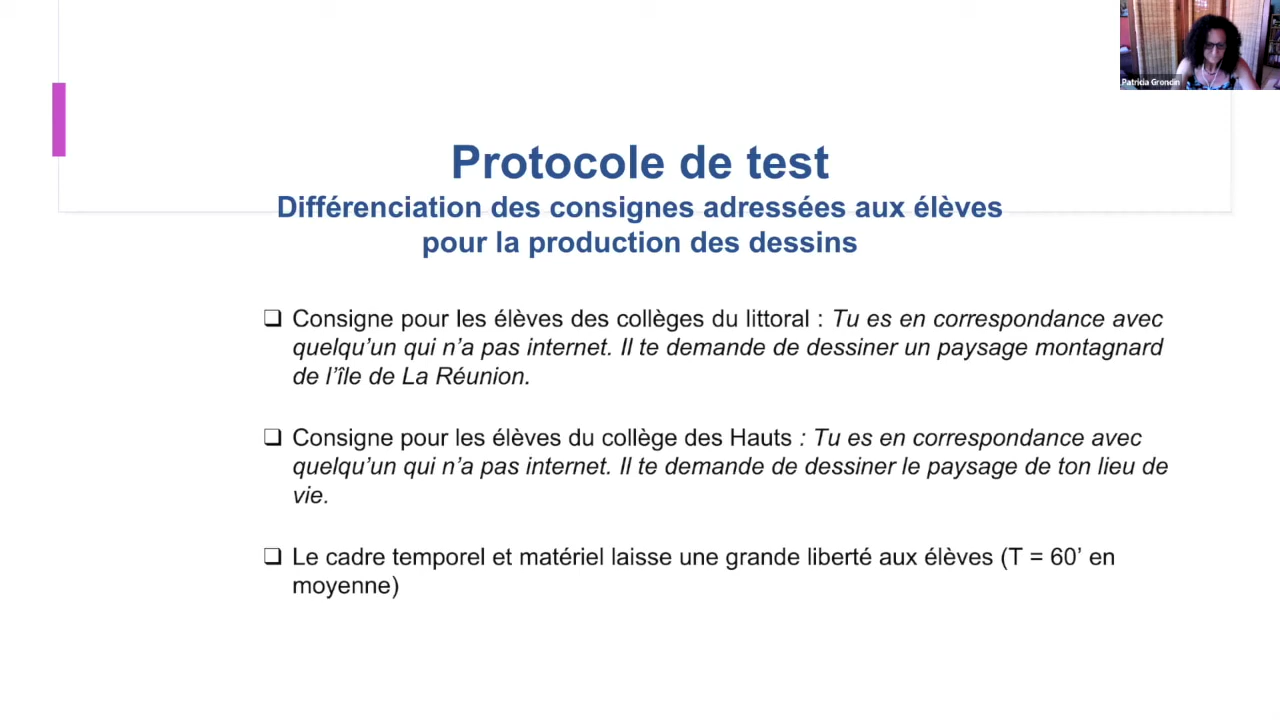 Patricia Grondin
Protocole de test
Différenciation des consignes adressées aux élèves
pour la production des dessins
❑ Consigne pour les élèves des collèges du littoral : Tu es en correspondance avec
quelqu’un qui n’a pas internet. Il te demande de dessiner un paysage montagnard
de l’île de La Réunion.
❑ Consigne pour les élèves du collège des Hauts : Tu es en correspondance avec
quelqu’un qui n’a pas internet. Il te demande de dessiner le paysage de ton lieu de
vie.
❑ Le cadre temporel et matériel laisse une grande liberté aux élèves (T = 60’ en
moyenne)